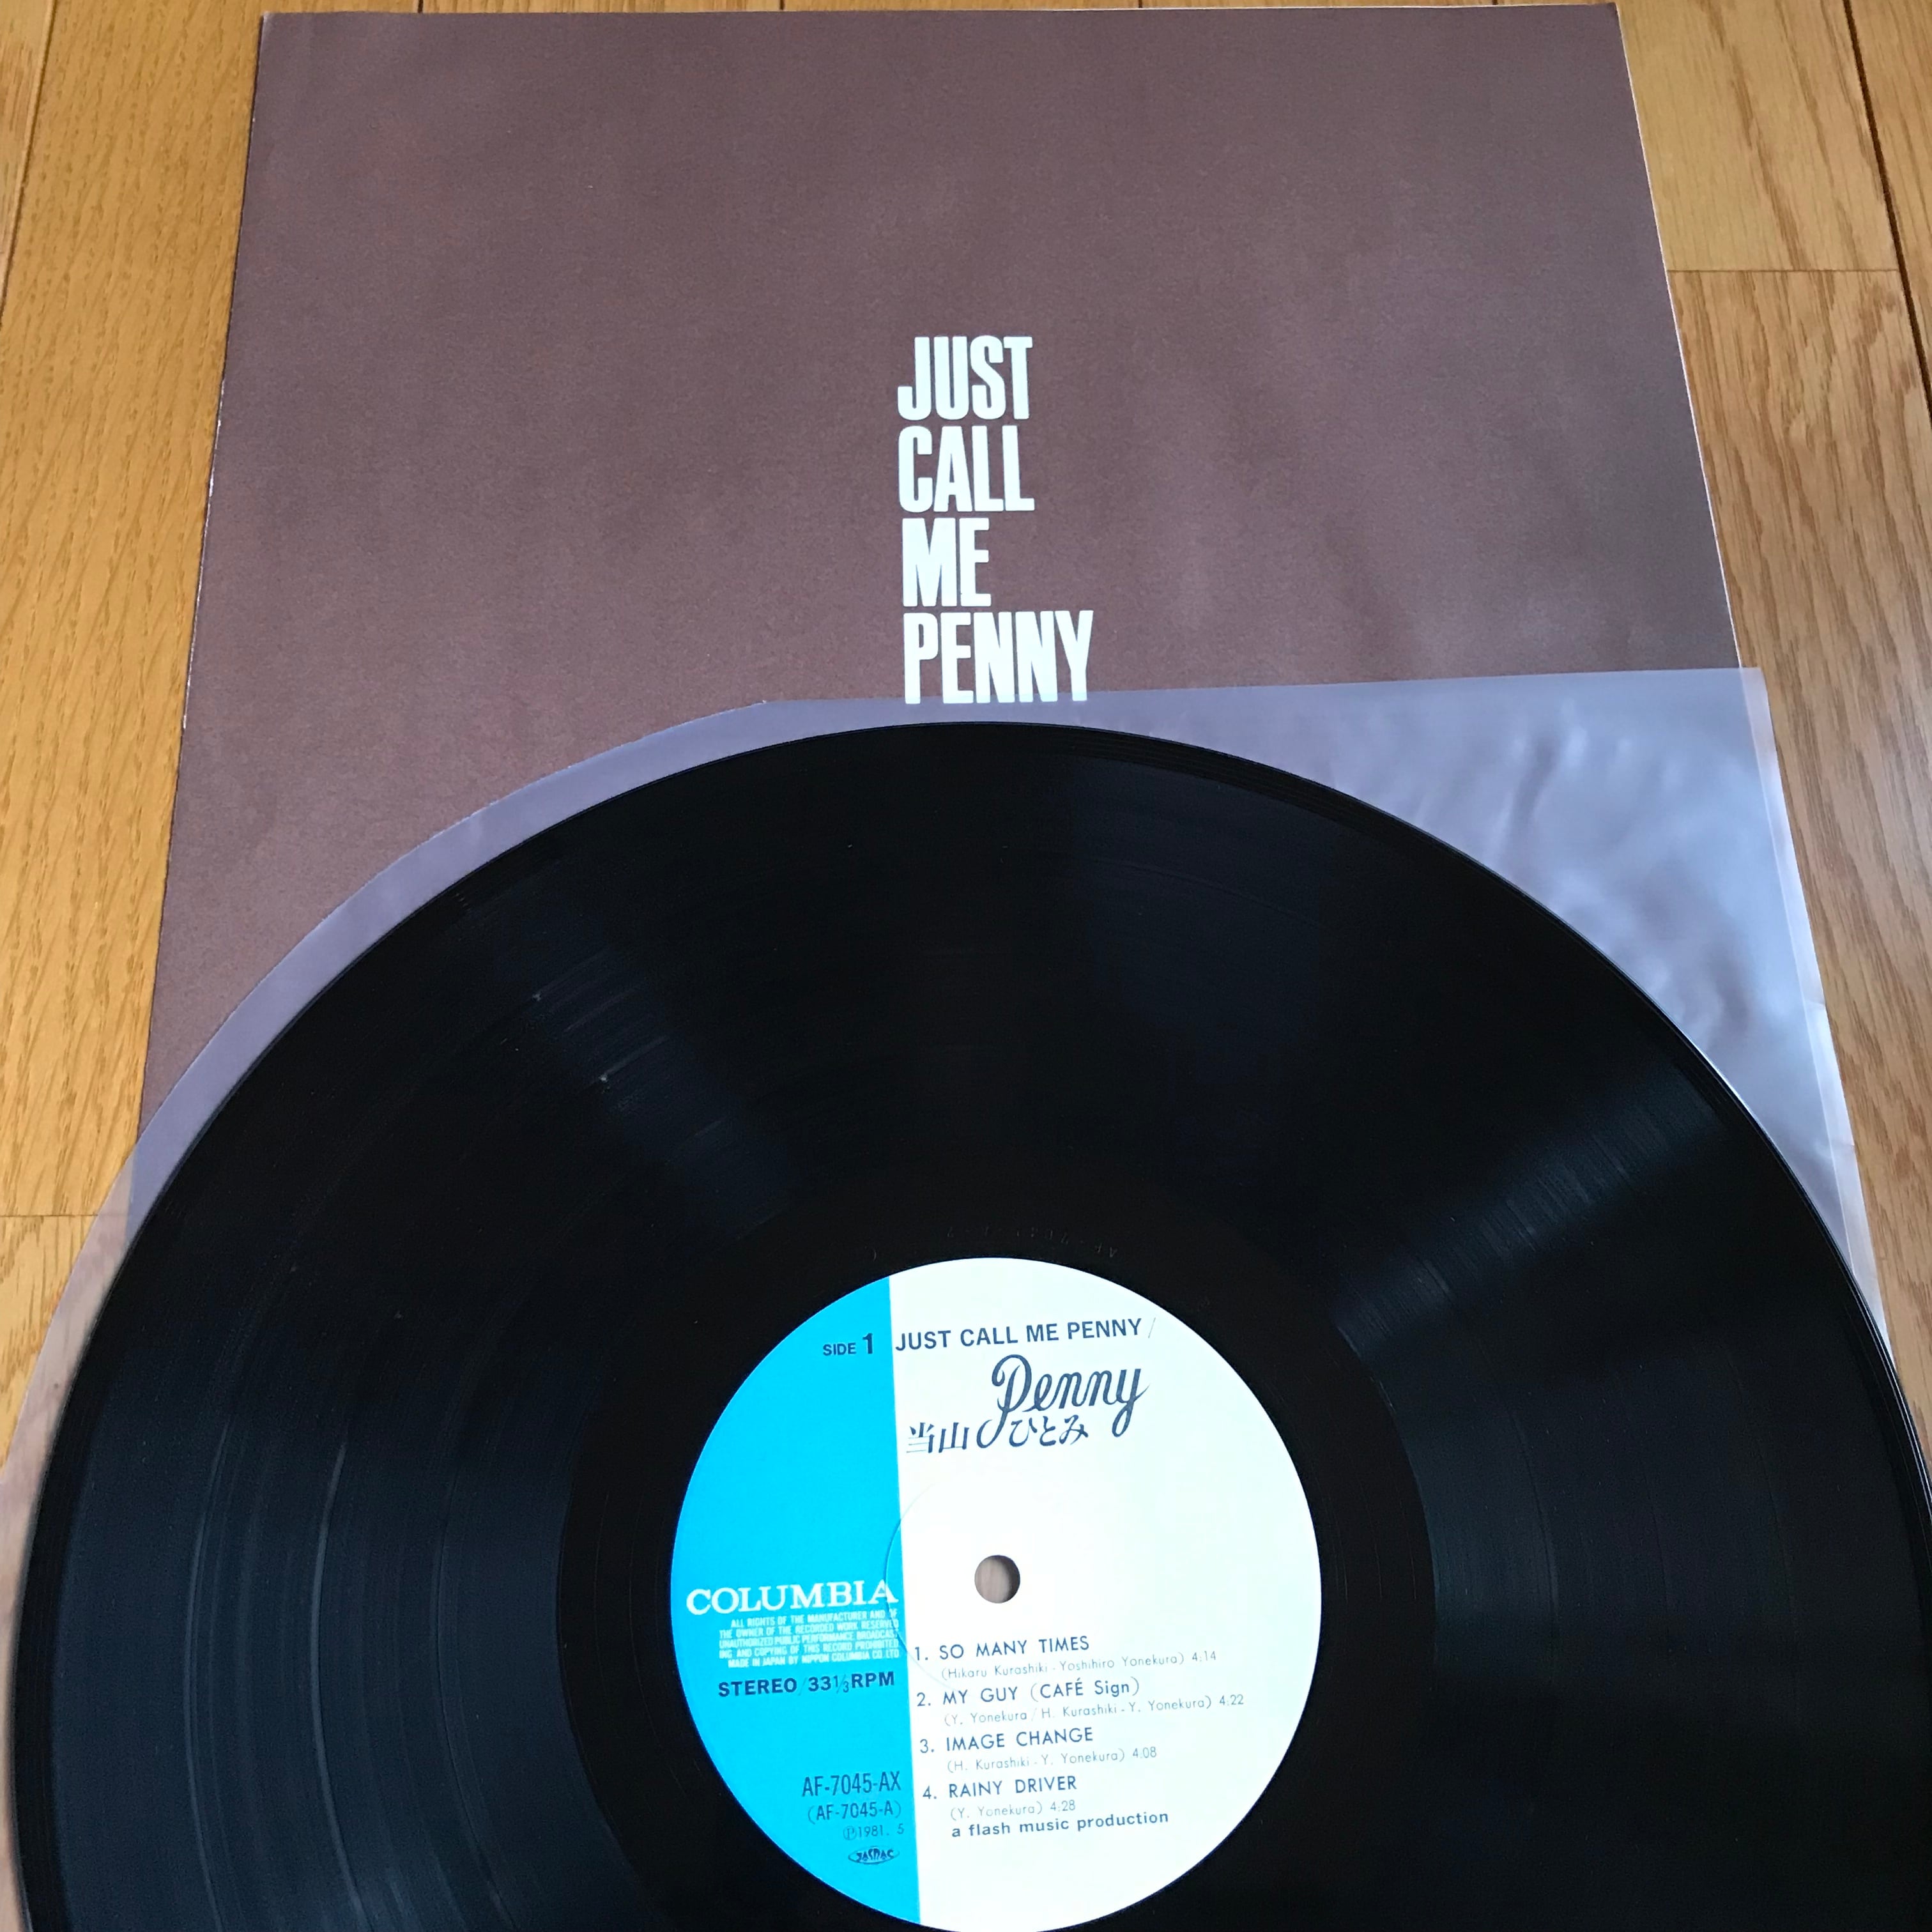 JUST
CALL
ME
PENNY
SIDE 1
JUST CALL ME PENNY/
Penny
当山ひとみ
COLUMBIA
ALL RIGHTS OF THE MANUFACTURER AND OF
THE OWNER OF THE RECORDED WORK RESERVED
UNAUTHORIZED PUBLIC PERFORMANCE BROADCAST-
ING AND COPYING OF THIS RECORD PROHIBITED
MADE IN JAPAN BY NIPPON COLUMBIA CO. LTD
STEREO/33⅓RPM
AF-7045-AX
(AF-7045-A)
Ⓟ1981. 5
JASRAC
1. SO MANY TIMES
(Hikaru Kurashiki - Yoshihiro Yonekura) 4:14
2. MY GUY (CAFÉ Sign)
(Y. Yonekura / H. Kurashiki - Y. Yonekura) 4:22
3. IMAGE CHANGE
(H. Kurashiki - Y. Yonekura) 4:08
4. RAINY DRIVER
(Y. Yonekura) 4:28
a flash music production